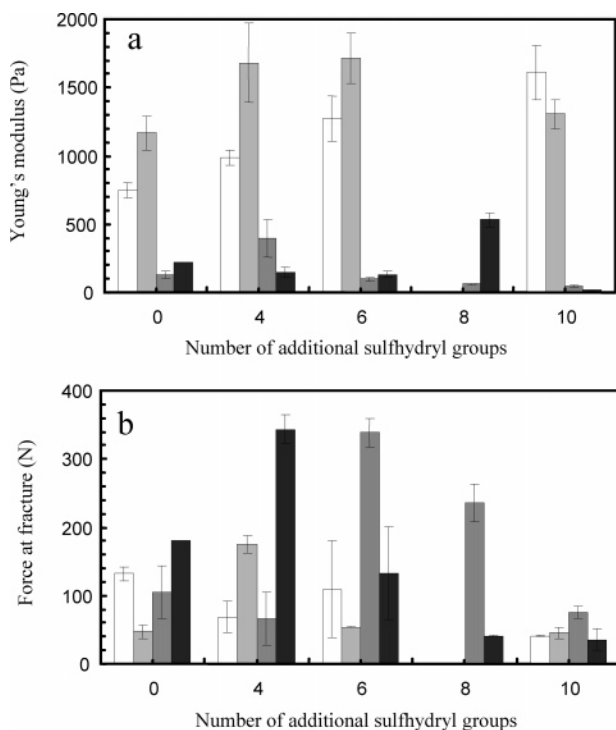 a
2000
1500
1000
500
0
Young's modulus (Pa)
0 4 6 8 10
Number of additional sulfhydryl groups
b
400
300
200
100
0
Force at fracture (N)
0 4 6 8 10
Number of additional sulfhydryl groups